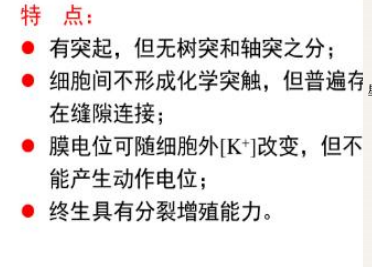 特 点：
● 有突起，但无树突和轴突之分；
● 细胞间不形成化学突触，但普遍存
在缝隙连接；
● 膜电位可随细胞外[K⁺]改变，但不
能产生动作电位；
● 终生具有分裂增殖能力。